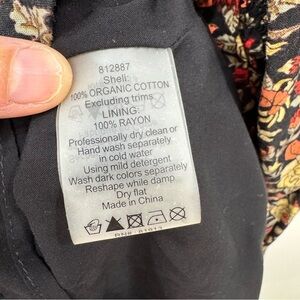 812887
Shell:
100% ORGANIC COTTON
Excluding trims
LINING:
100% RAYON
Professionally dry clean or
Hand wash separately
in cold water
Using mild detergent
Wash dark colors separately
Reshape while damp
Dry flat
Made in China